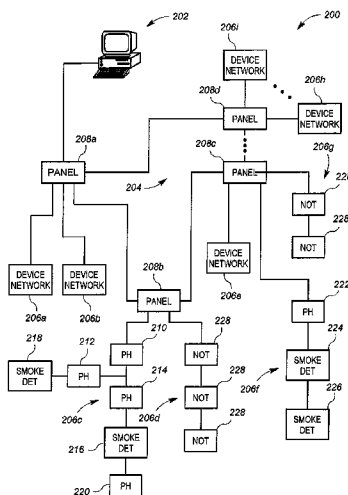 202
200
206i
DEVICE
NETWORK
208d
206h
PANEL
DEVICE
NETWORK
208a
208c
206g
PANEL
204
PANEL
NOT
228
NOT
222
DEVICE
NETWORK
DEVICE
NETWORK
DEVICE
NETWORK
PH
206a
206b
208b
206e
224
PANEL
218
210
228
SMOKE
DET
212
PH
NOT
206f
226
SMOKE
DET
PH
214
228
PH
NOT
SMOKE
DET
206c
206d
228
216
SMOKE
DET
NOT
220
PH